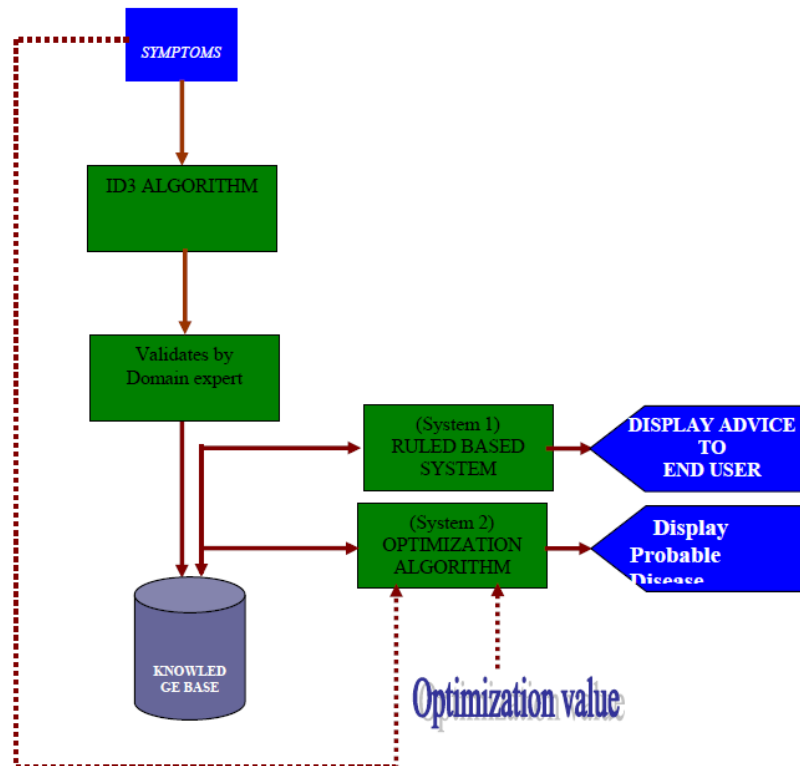 SYMPTOMS
ID3 ALGORITHM
Validates by
Domain expert
(System 1)
RULED BASED
SYSTEM
DISPLAY ADVICE
TO
END USER
(System 2)
OPTIMIZATION
ALGORITHM
Display
Probable
Disease
KNOWLED
GE BASE
Optimization value